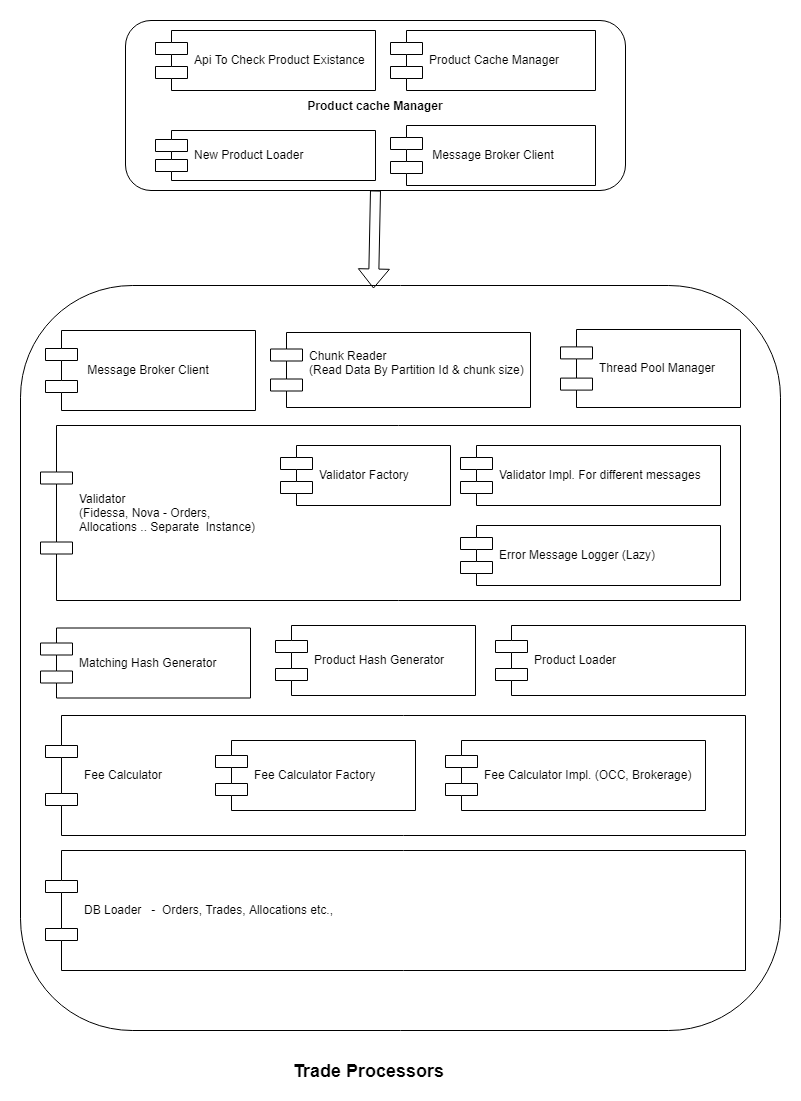 Api To Check Product Existance
Product Cache Manager
Product cache Manager
New Product Loader
Message Broker Client
Message Broker Client
Chunk Reader
(Read Data By Partition Id & chunk size)
Thread Pool Manager
Validator
(Fidessa, Nova - Orders,
Allocations .. Separate  Instance)
Validator Factory
Validator Impl. For different messages
Error Message Logger (Lazy)
Matching Hash Generator
Product Hash Generator
Product Loader
Fee Calculator
Fee Calculator Factory
Fee Calculator Impl. (OCC, Brokerage)
DB Loader   -  Orders, Trades, Allocations etc.,
Trade Processors